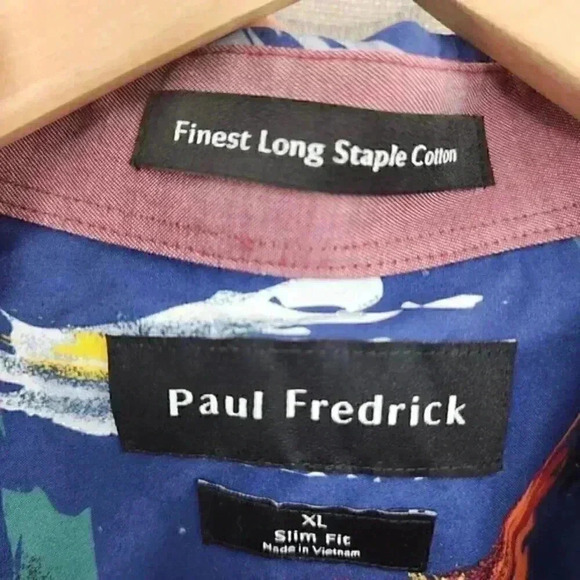 Finest Long Staple Cotton
Paul Fredrick
XL
Slim Fit
Made in Vietnam